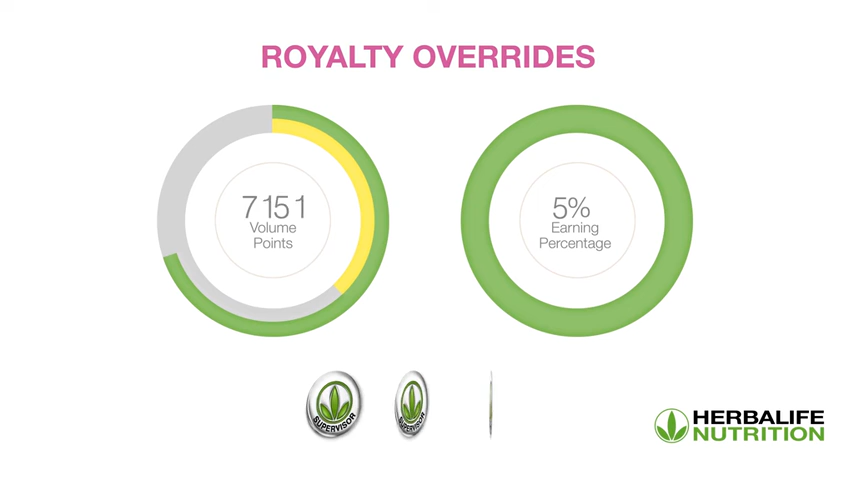 ROYALTY OVERRIDES
7151
Volume
Points
5%
Earning
Percentage
SUPERVISOR
SUPERVISOR
HERBALIFE
NUTRITION